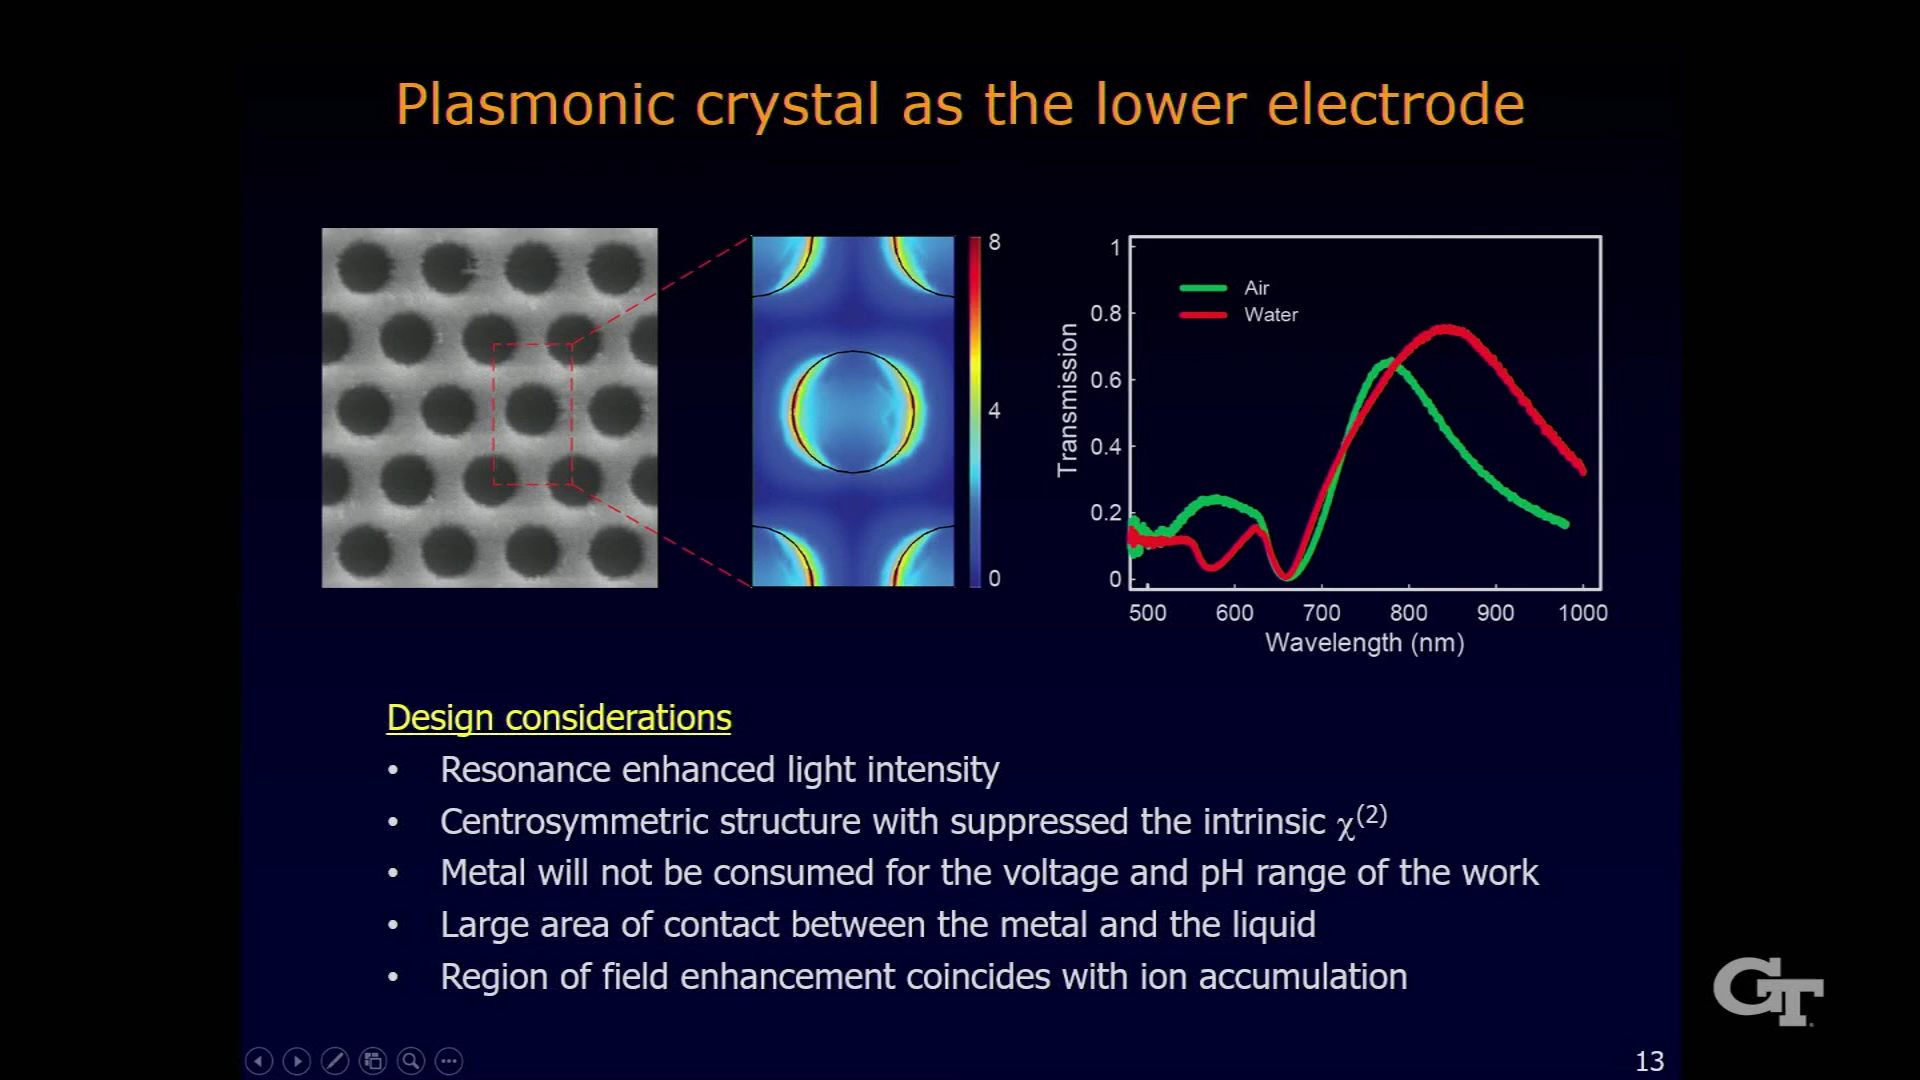 Plasmonic crystal as the lower electrode
8
4
0
1
0.8
0.6
0.4
0.2
0
Transmission
Air
Water
500 600 700 800 900 1000
Wavelength (nm)
Design considerations
• Resonance enhanced light intensity
• Centrosymmetric structure with suppressed the intrinsic χ⁽²⁾
• Metal will not be consumed for the voltage and pH range of the work
• Large area of contact between the metal and the liquid
• Region of field enhancement coincides with ion accumulation
GT
13